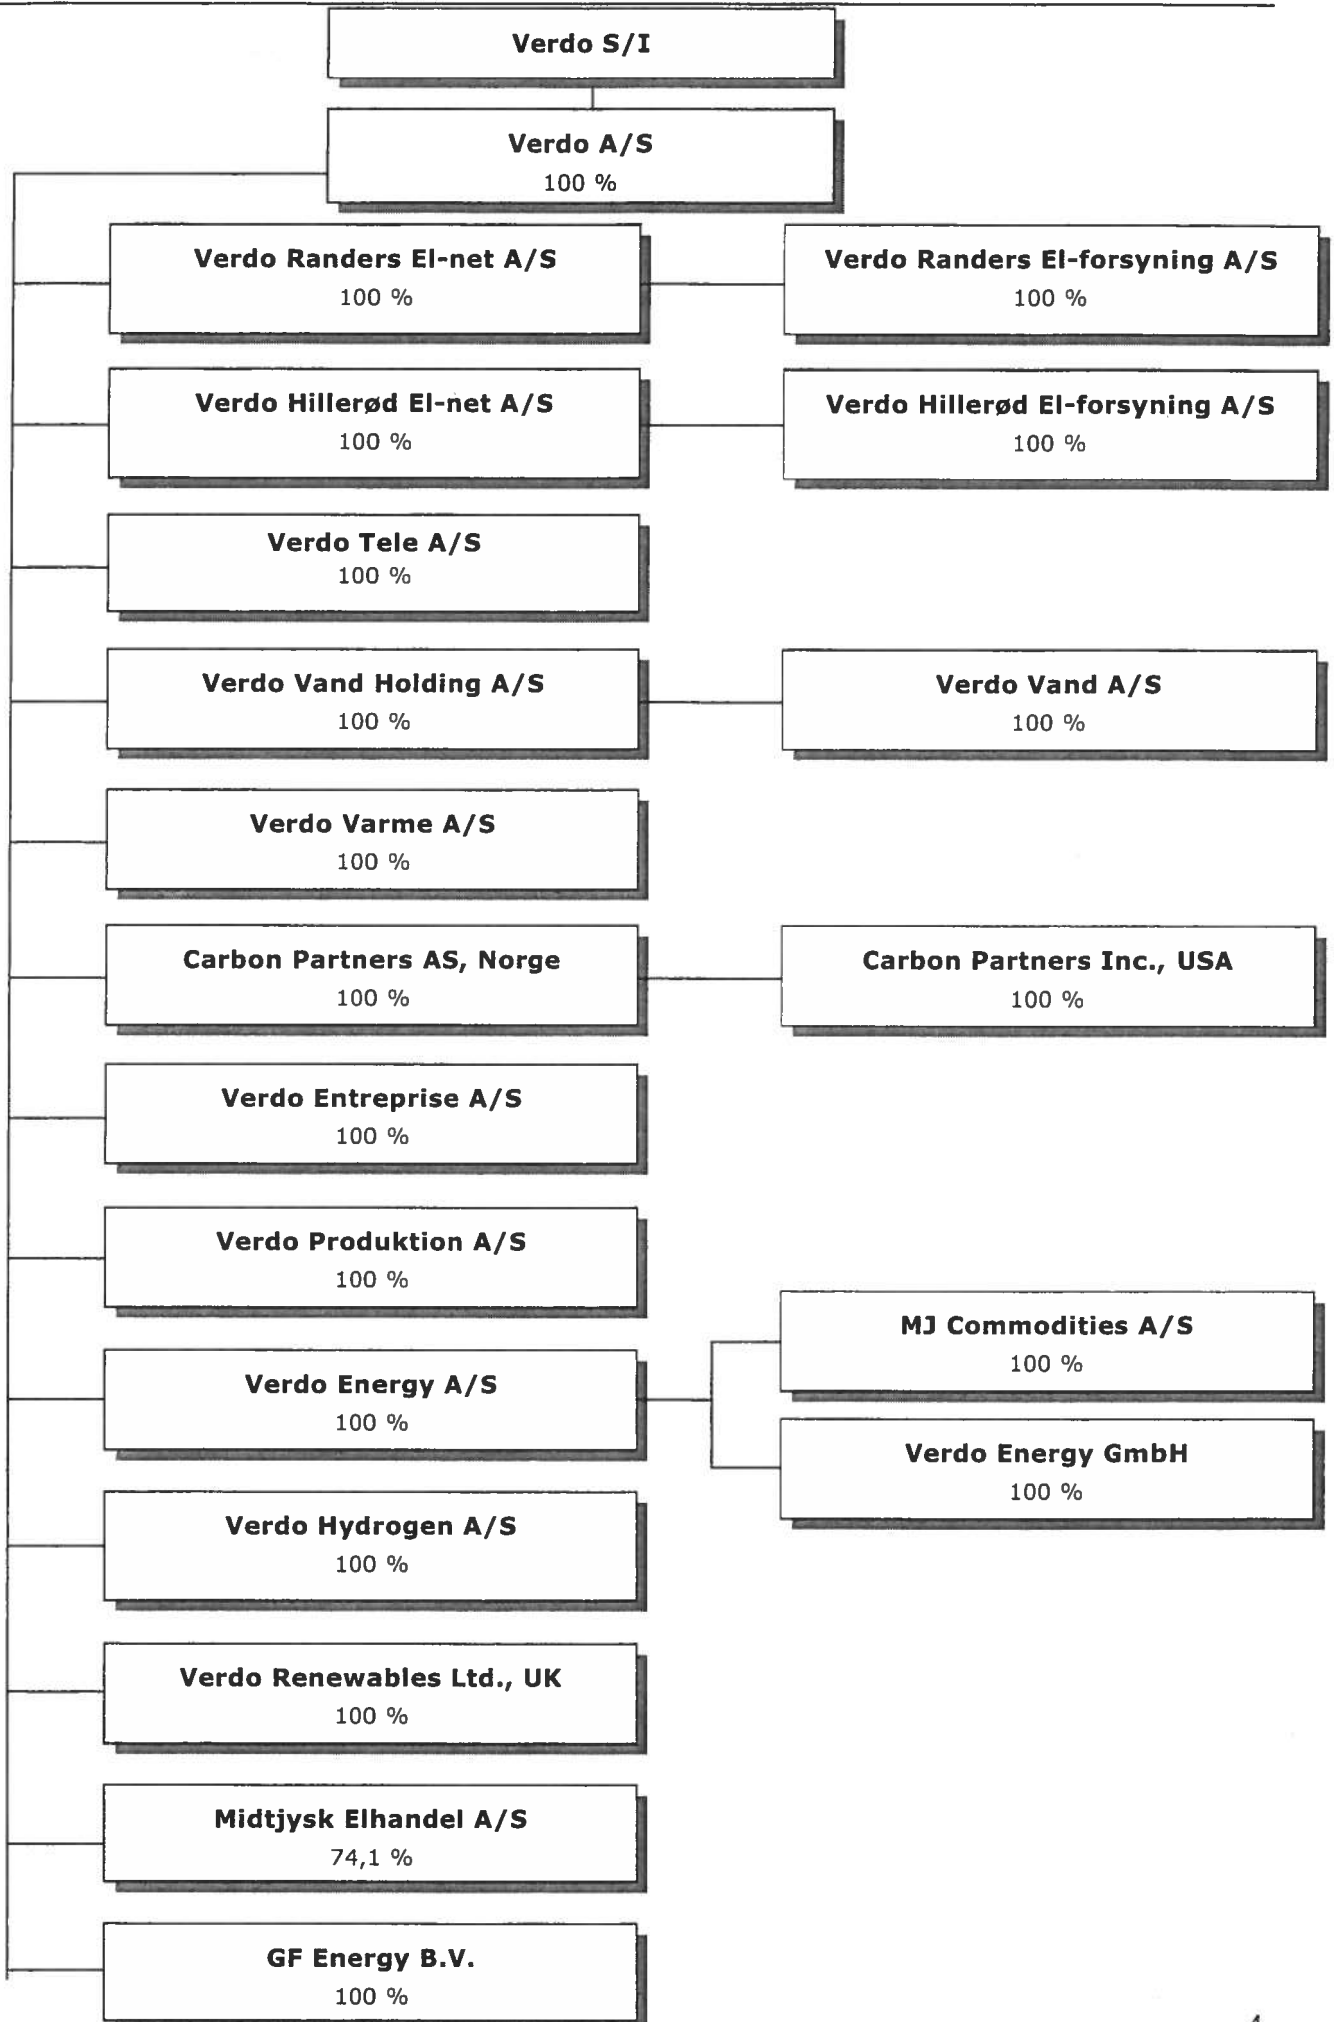 Verdo S/I
Verdo A/S
100 %
Verdo Randers El-net A/S
100 %
Verdo Randers El-forsyning A/S
100 %
Verdo Hillerød El-net A/S
100 %
Verdo Hillerød El-forsyning A/S
100 %
Verdo Tele A/S
100 %
Verdo Vand Holding A/S
100 %
Verdo Vand A/S
100 %
Verdo Varme A/S
100 %
Carbon Partners AS, Norge
100 %
Carbon Partners Inc., USA
100 %
Verdo Entreprise A/S
100 %
Verdo Produktion A/S
100 %
MJ Commodities A/S
100 %
Verdo Energy A/S
100 %
Verdo Energy GmbH
100 %
Verdo Hydrogen A/S
100 %
Verdo Renewables Ltd., UK
100 %
Midtjysk Elhandel A/S
74,1 %
GF Energy B.V.
100 %